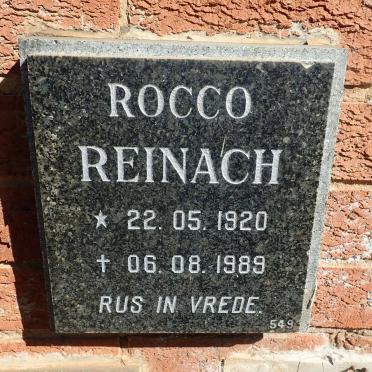 ROCCO
REINACH
★ 22. 05. 1920
✝ 06. 08. 1989
RUS IN VREDE.
549